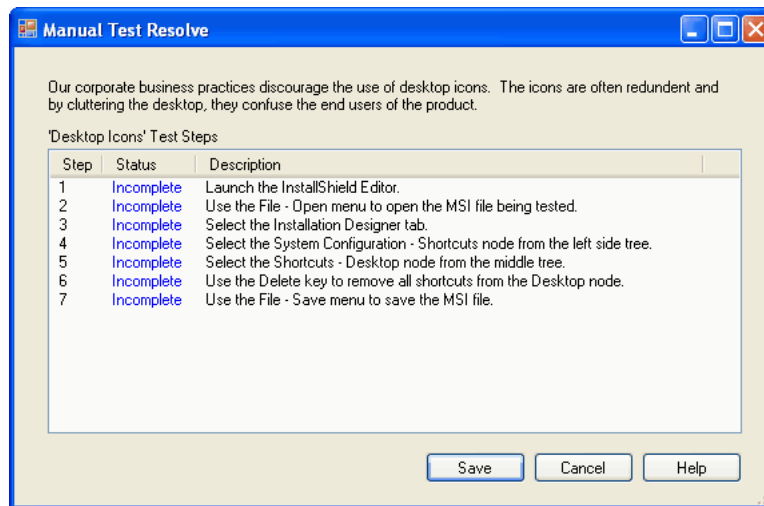 Manual Test Resolve
Our corporate business practices discourage the use of desktop icons. The icons are often redundent and
by cluttering the desktop, they confuse the end users of the product.
'Desktop Icons' Test Steps
Step Status Description
1 Incomplete Launch the InstallShield Editor.
2 Incomplete Use the File - Open menu to open the MSI file being tested.
3 Incomplete Select the Installation Designer tab.
4 Incomplete Select the System Configuration - Shortcuts node from the left side tree.
5 Incomplete Select the Shortcuts - Desktop node from the middle tree.
6 Incomplete Use the Delete key to remove all shortcuts from the Desktop node.
7 Incomplete Use the File - Save menu to save the MSI file.
Save Cancel Help